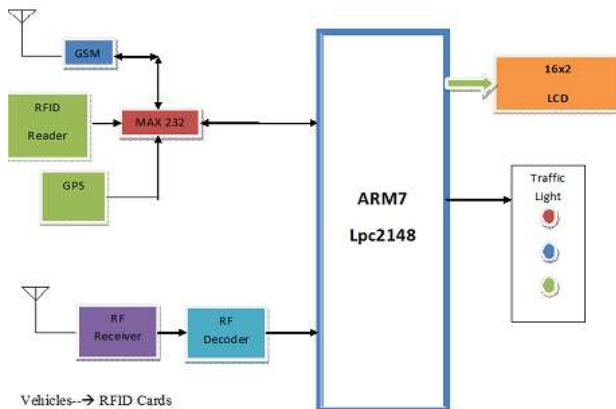 GSM
16x2
LCD
RFID
Reader
MAX 232
GPS
Traffic
Light
ARM7
Lpc2148
RF
Receiver
RF
Decoder
Vehicles--→ RFID Cards